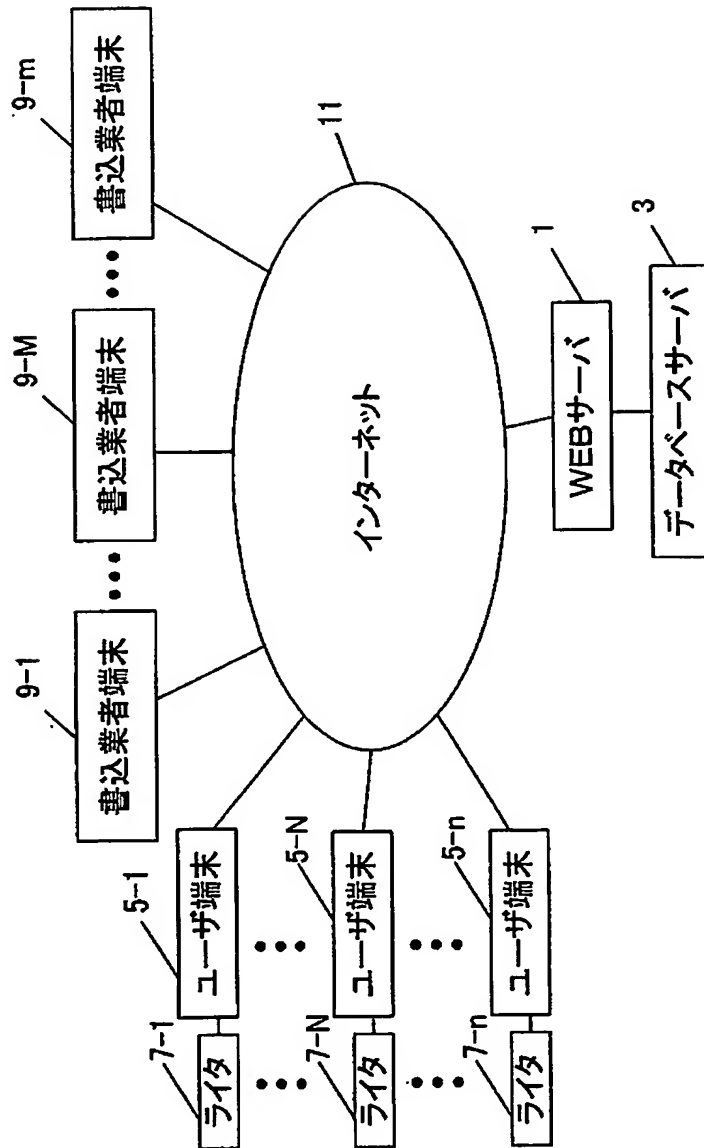 9-1
9-M
9-m
書込業者端末
書込業者端末
書込業者端末
•••
•••
11
インターネット
5-1
7-1
ユーザ端末
ライタ
•••
•••
5-N
7-N
ユーザ端末
ライタ
•••
•••
5-n
7-n
ユーザ端末
ライタ
1
WEBサーバ
3
データベースサーバ